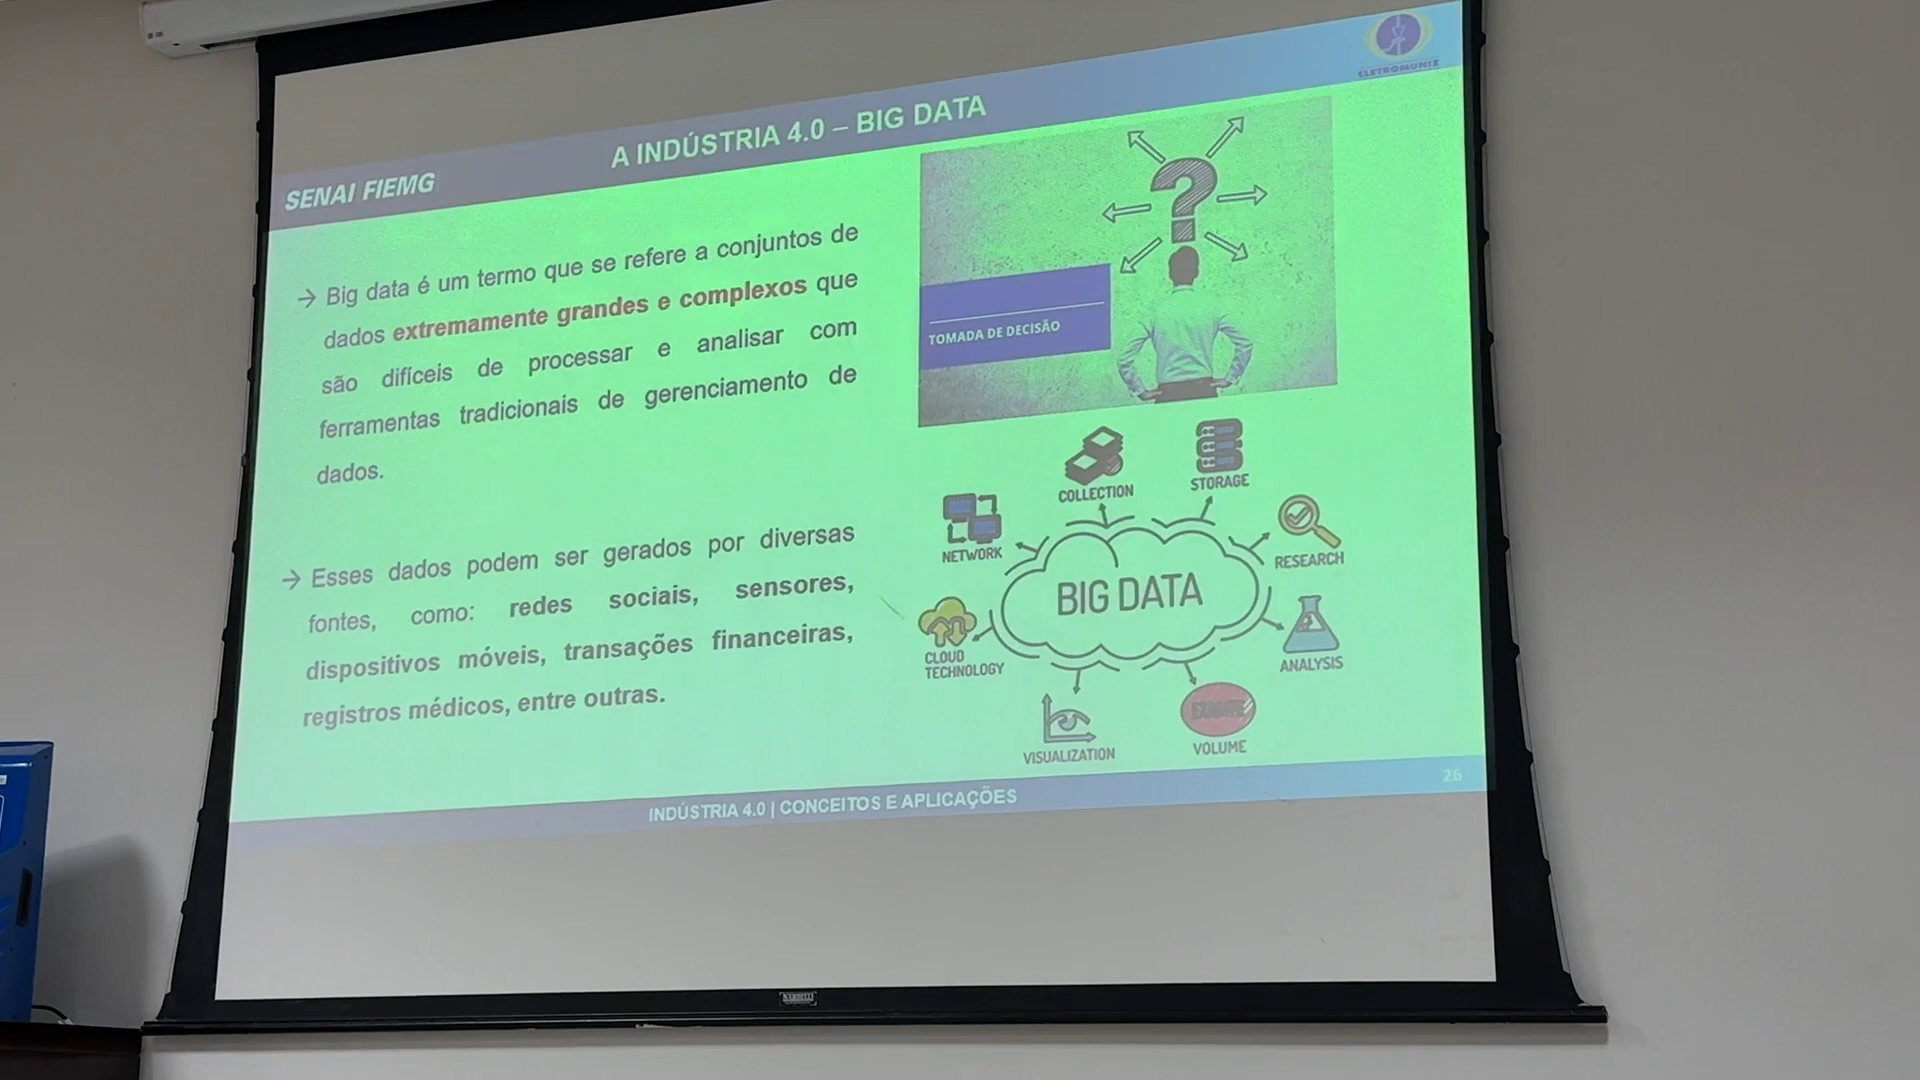 ELETROMUNIZ
A INDÚSTRIA 4.0 – BIG DATA
SENAI FIEMG
→ Big data é um termo que se refere a conjuntos de
dados extremamente grandes e complexos que
são difíceis de processar e analisar com
ferramentas tradicionais de gerenciamento de
dados.
→ Esses dados podem ser gerados por diversas
fontes, como: redes sociais, sensores,
dispositivos móveis, transações financeiras,
registros médicos, entre outras.
?
TOMADA DE DECISÃO
COLLECTION
STORAGE
NETWORK
RESEARCH
BIG DATA
CLOUD
TECHNOLOGY
ANALYSIS
VISUALIZATION
VOLUME
26
INDÚSTRIA 4.0 | CONCEITOS E APLICAÇÕES